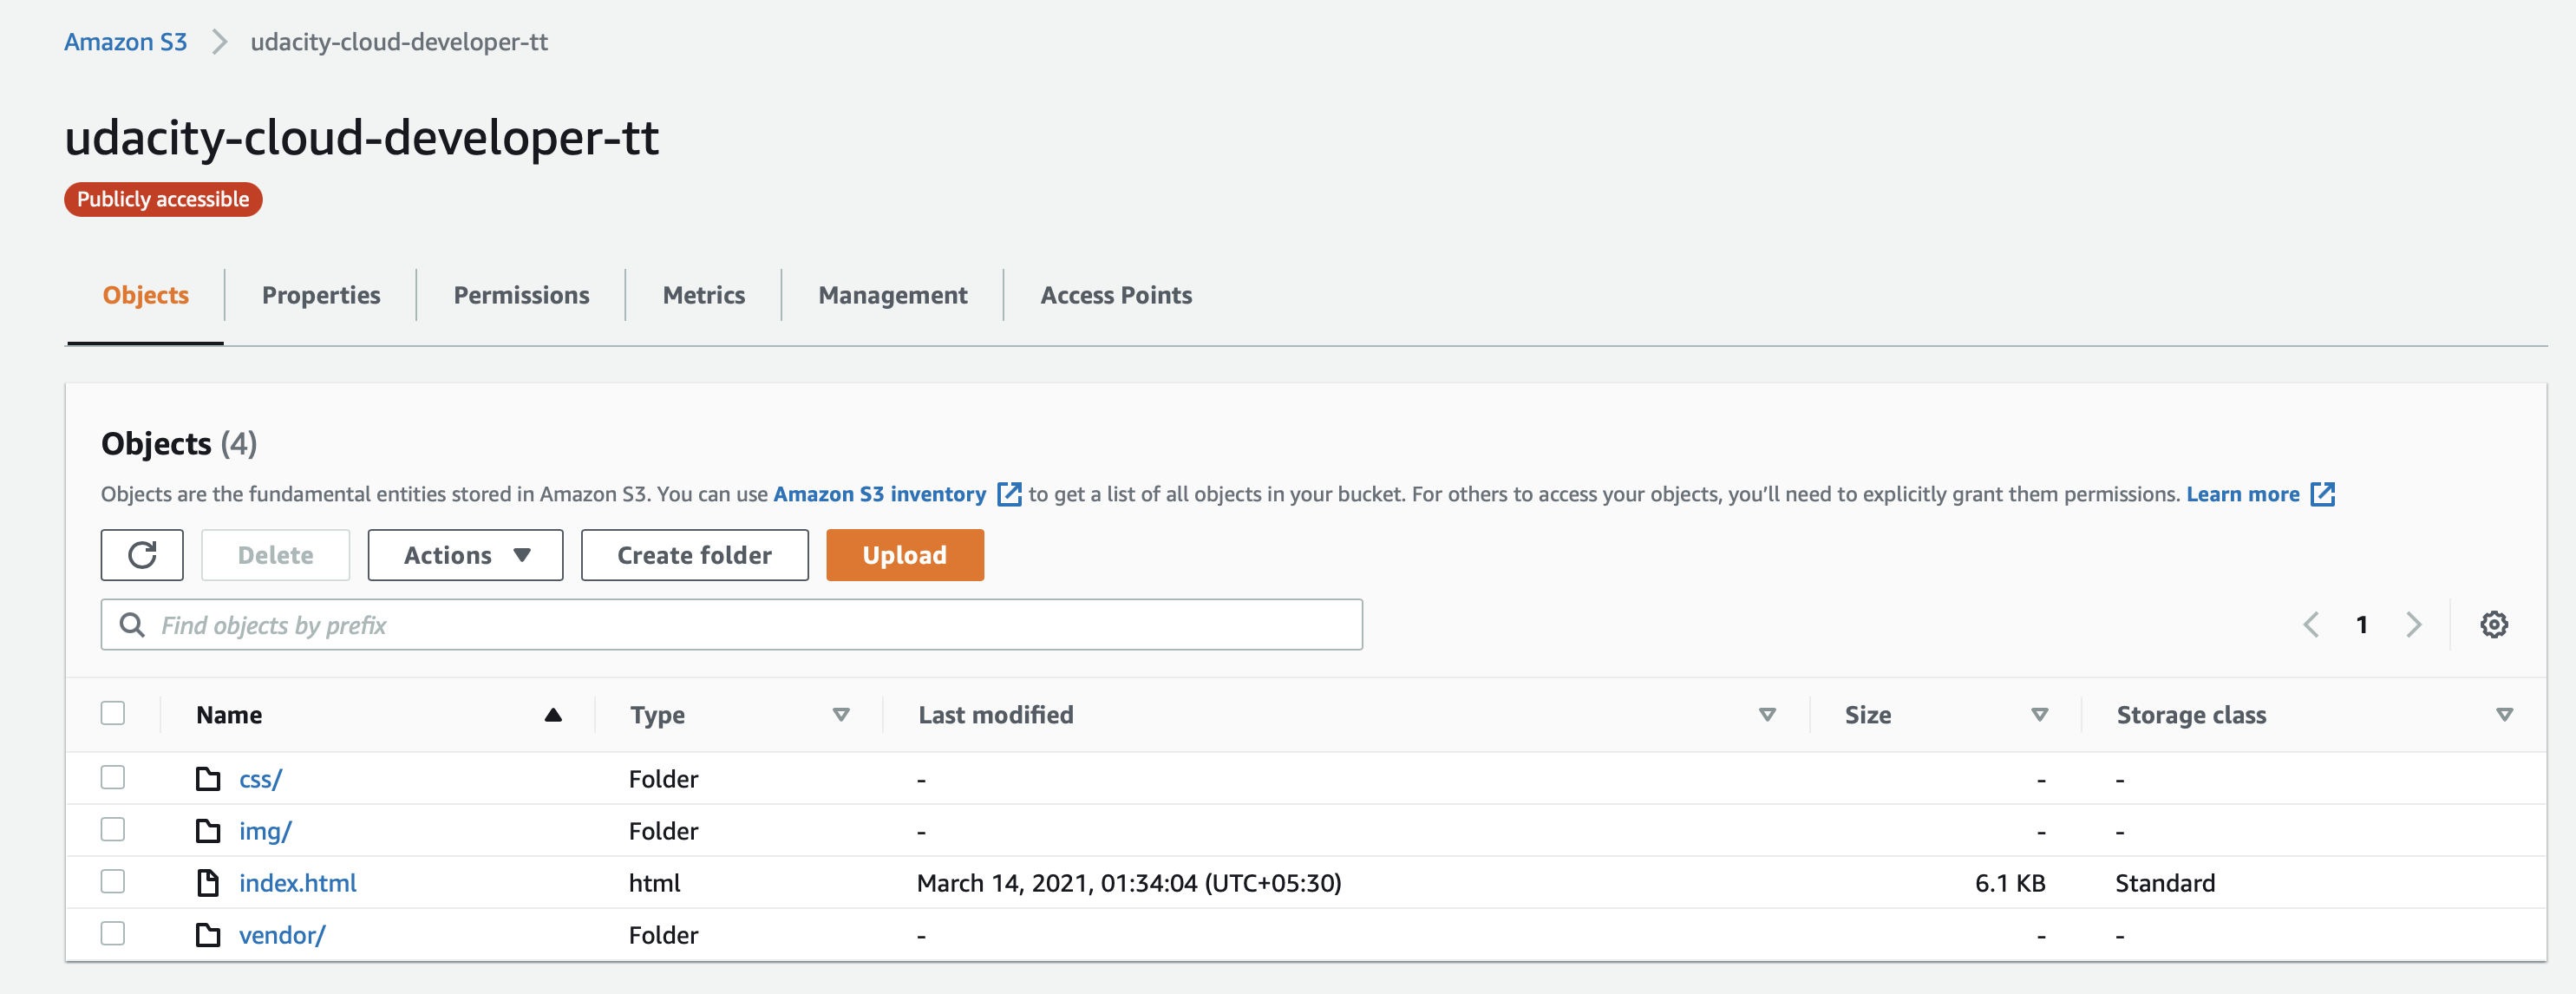 Amazon S3 udacity-cloud-developer-tt
udacity-cloud-developer-tt
Publicly accessible
Objects Properties Permissions Metrics Management Access Points
Objects (4)
Objects are the fundamental entities stored in Amazon S3. You can use Amazon S3 inventory to get a list of all objects in your bucket. For others to access your objects, you’ll need to explicitly grant them permissions. Learn more
Delete Actions Create folder Upload
Find objects by prefix 1
Name Type Last modified Size Storage class
css/ Folder - - -
img/ Folder - - -
index.html html March 14, 2021, 01:34:04 (UTC+05:30) 6.1 KB Standard
vendor/ Folder - - -